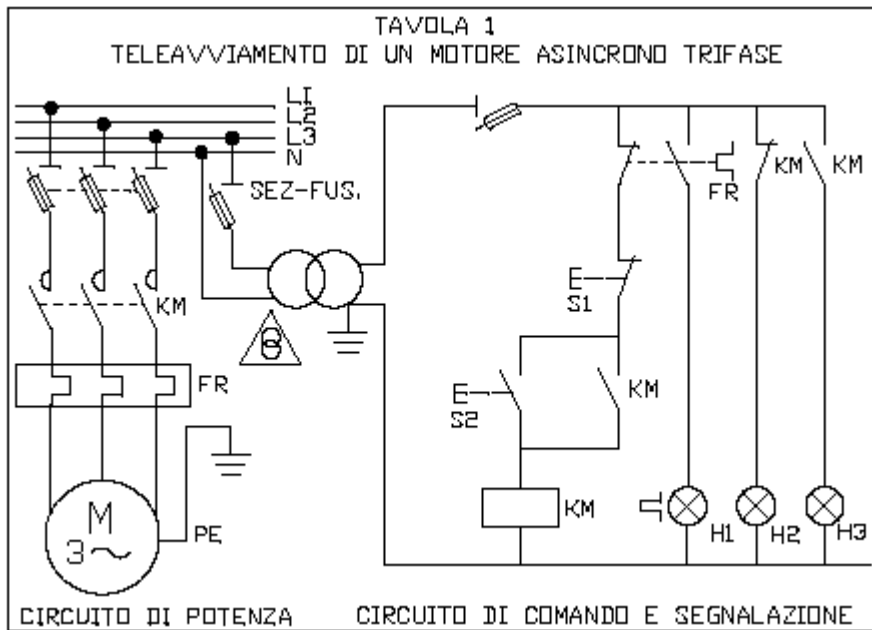 TAVOLA 1
TELEAVVIAMENTO DI UN MOTORE ASINCRONO TRIFASE
L1
L2
L3
N
SEZ-FUS.
KM
FR
M
3~
PE
FR
KM
KM
S1
S2
KM
KM
H1
H2
H3
CIRCUITO DI POTENZA
CIRCUITO DI COMANDO E SEGNALAZIONE